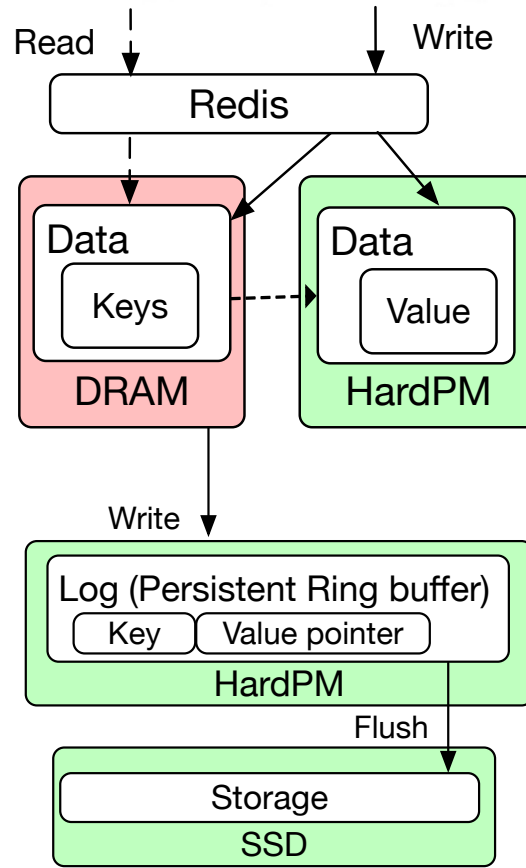 Read
Write
Redis
Data
Keys
DRAM
Data
Value
HardPM
Write
Log (Persistent Ring buffer)
Key
Value pointer
HardPM
Flush
Storage
SSD